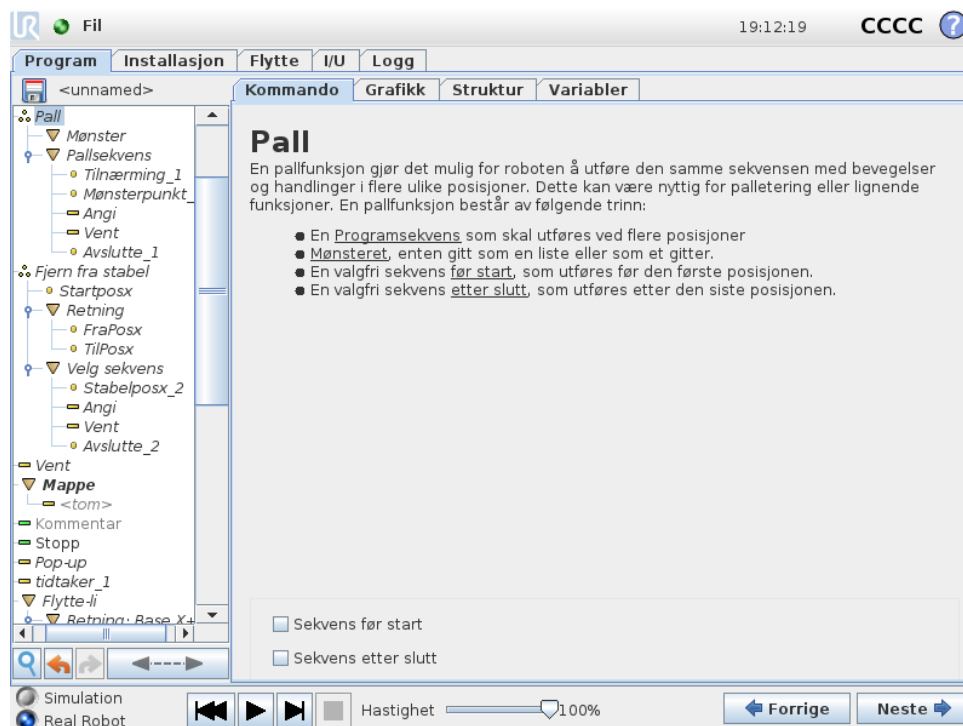 UR Fil 19:12:19 CCCC ?
Program Installasjon Flytte I/U Logg
<unnamed>
Kommando Grafikk Struktur Variabler
Pall
Mønster
Pallsekvens
Tilnærming_1
Mønsterpunkt_
Angi
Vent
Avslutte_1
Fjern fra stabel
Startposx
Retning
FraPosx
TilPosx
Velg sekvens
Stabelposx_2
Angi
Vent
Avslutte_2
Vent
Mappe
<tom>
Kommentar
Stopp
Pop-up
tidtaker_1
Flytte-li
Retning: Base X+
Pall
En pallfunksjon gjør det mulig for roboten å utføre den samme sekvensen med bevegelser
og handlinger i flere ulike posisjoner. Dette kan være nyttig for palletering eller lignende
funksjoner. En pallfunksjon består av følgende trinn:
En Programsekvens som skal utføres ved flere posisjoner
Mønsteret, enten gitt som en liste eller som et gitter.
En valgfri sekvens før start, som utføres før den første posisjonen.
En valgfri sekvens etter slutt, som utføres etter den siste posisjonen.
Sekvens før start
Sekvens etter slutt
Simulation
Real Robot
Hastighet 100%
Forrige Neste